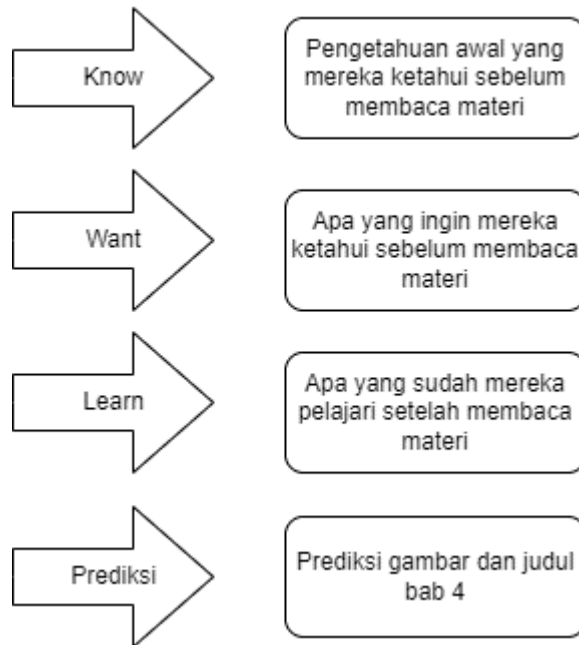 Know
Pengetahuan awal yang
mereka ketahui sebelum
membaca materi
Want
Apa yang ingin mereka
ketahui sebelum membaca
materi
Learn
Apa yang sudah mereka
pelajari setelah membaca
materi
Prediksi
Prediksi gambar dan judul
bab 4